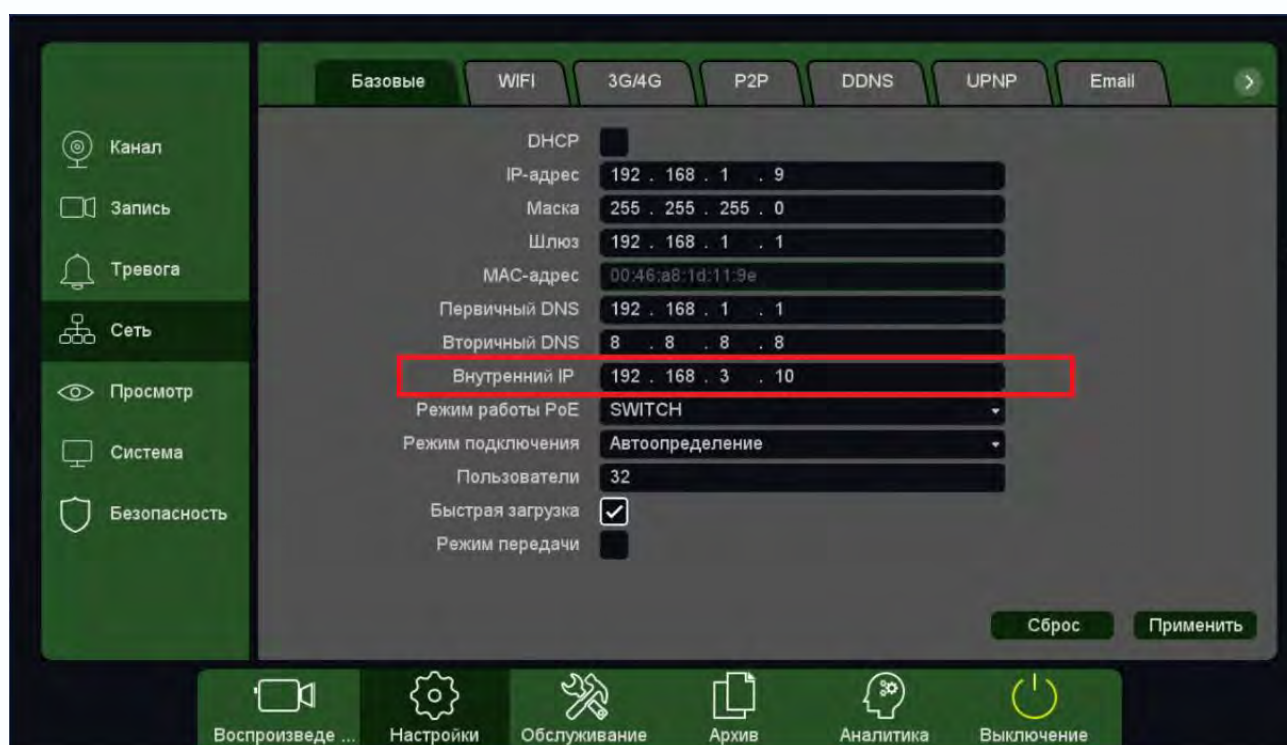 Базовые WIFI 3G/4G P2P DDNS UPNP Email
Канал
Запись
Тревога
Сеть
Просмотр
Система
Безопасность
DHCP
IP-адрес 192 . 168 . 1 . 9
Маска 255 . 255 . 255 . 0
Шлюз 192 . 168 . 1 . 1
MAC-адрес 00:46:a8:1d:11:9e
Первичный DNS 192 . 168 . 1 . 1
Вторичный DNS 8 . 8 . 8 . 8
Внутренний IP 192 . 168 . 3 . 10
Режим работы PoE SWITCH
Режим подключения Автоопределение
Пользователи 32
Быстрая загрузка
Режим передачи
Сброс Применить
Воспроизведе ... Настройки Обслуживание Архив Аналитика Выключение